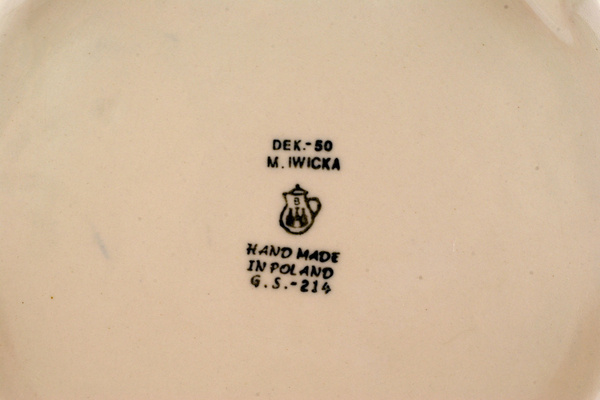 DEK.-50
M. IWICKA
B
HAND MADE
IN POLAND
G.S.-214